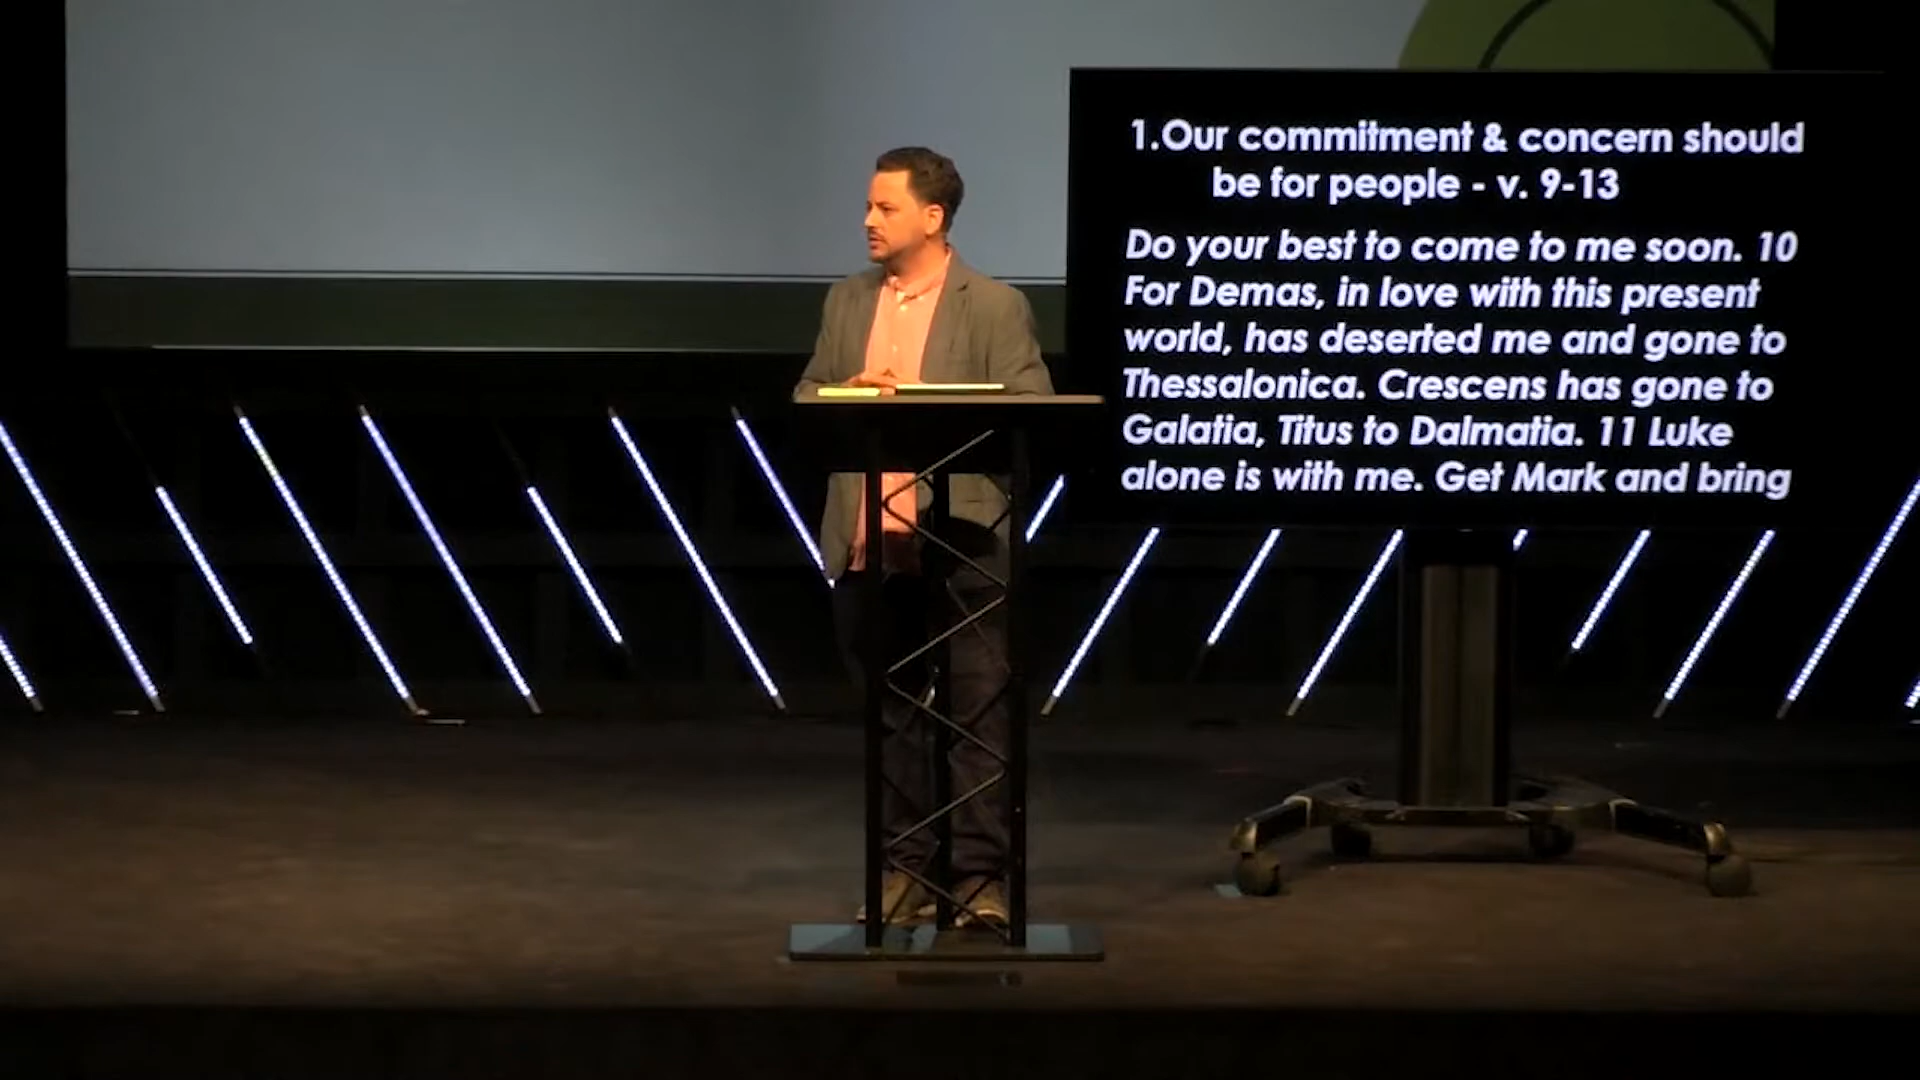 1.Our commitment & concern should
be for people - v. 9-13
Do your best to come to me soon. 10
For Demas, in love with this present
world, has deserted me and gone to
Thessalonica. Crescens has gone to
Galatia, Titus to Dalmatia. 11 Luke
alone is with me. Get Mark and bring